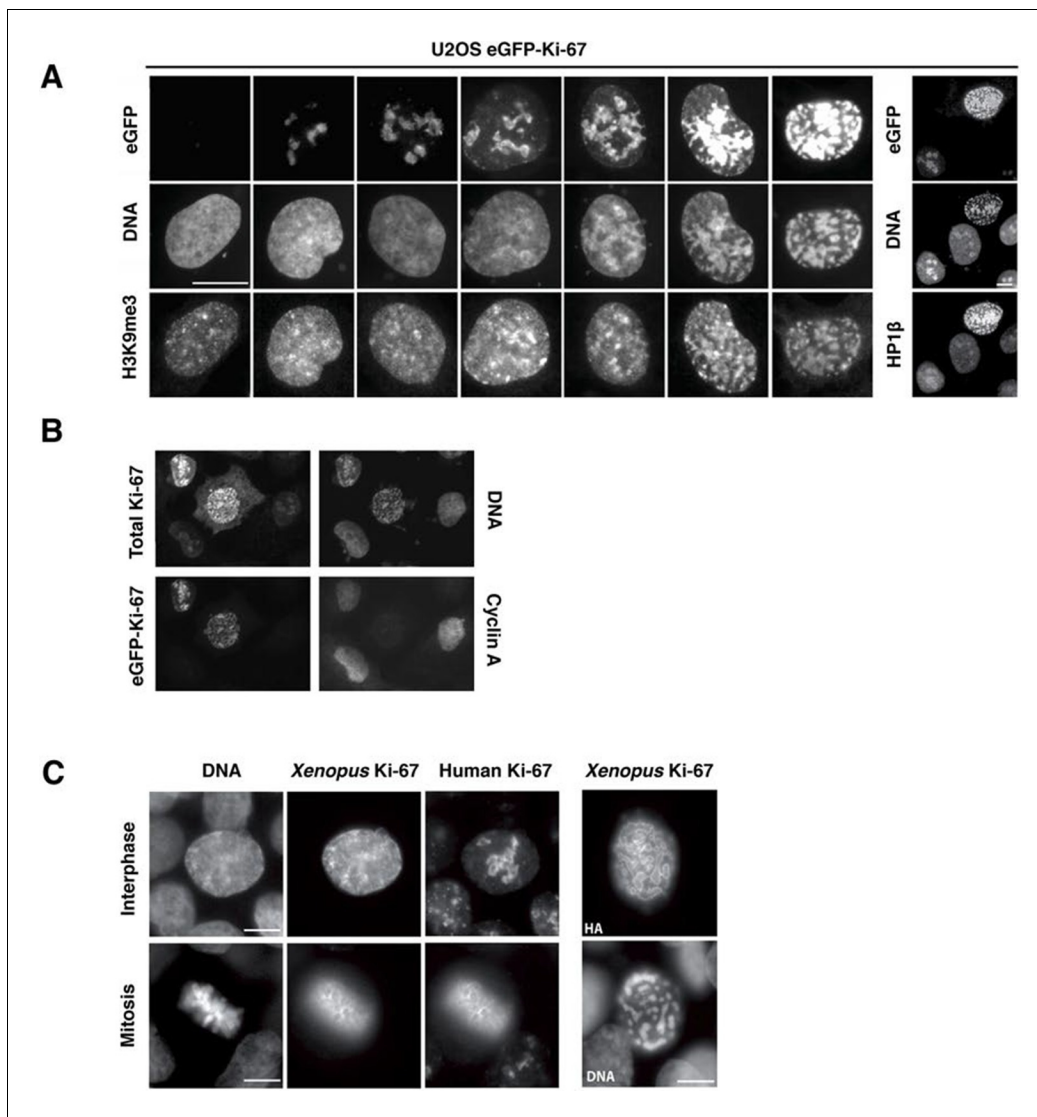 U2OS eGFP-Ki-67
A
eGFP
DNA
H3K9me3
eGFP
DNA
HP1β
B
Total Ki-67
eGFP-Ki-67
DNA
Cyclin A
C
DNA Xenopus Ki-67 Human Ki-67 Xenopus Ki-67
Interphase
HA
Mitosis
DNA